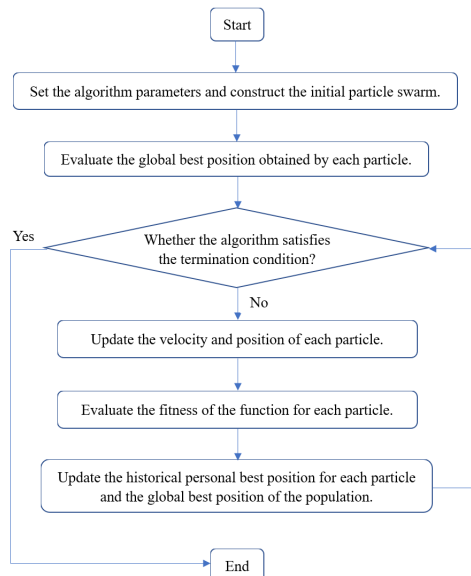 Start
Set the algorithm parameters and construct the initial particle swarm.
Evaluate the global best position obtained by each particle.
Yes
Whether the algorithm satisfies
the termination condition?
No
Update the velocity and position of each particle.
Evaluate the fitness of the function for each particle.
Update the historical personal best position for each particle
and the global best position of the population.
End